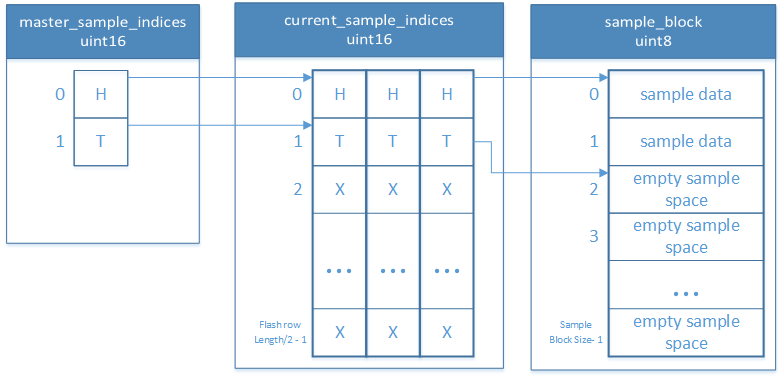 master_sample_indices
uint16
0 H
1 T
current_sample_indices
uint16
0 H H H
1 T T T
2 X X X
... ... ...
Flash row
Length/2 - 1
X X X
sample_block
uint8
0 sample data
1 sample data
2 empty sample
space
3 empty sample
space
...
Sample
Block Size- 1
empty sample
space